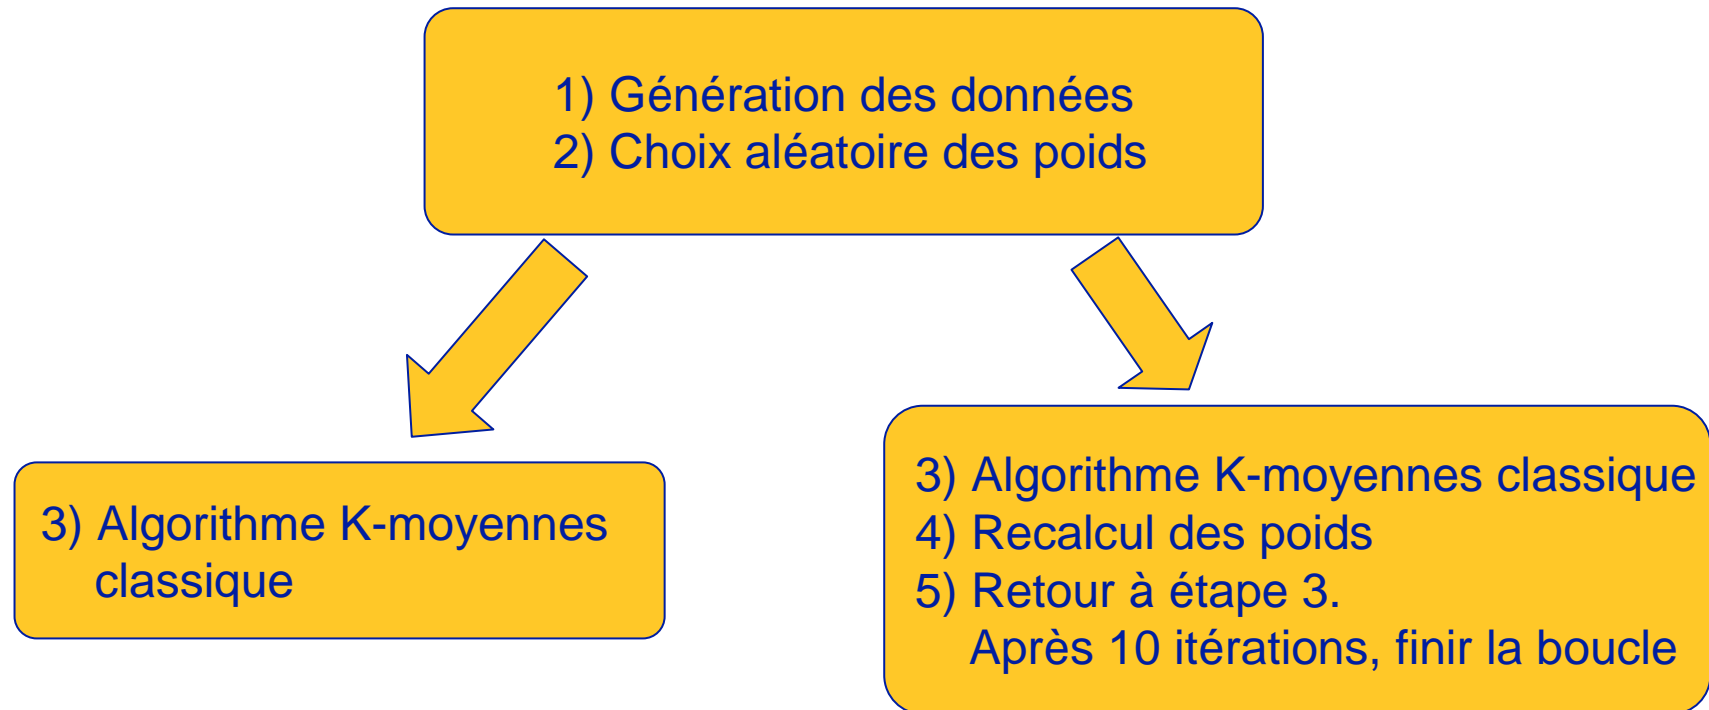 1) Génération des données
2) Choix aléatoire des poids
3) Algorithme K-moyennes
classique
3) Algorithme K-moyennes classique
4) Recalcul des poids
5) Retour à étape 3.
Après 10 itérations, finir la boucle